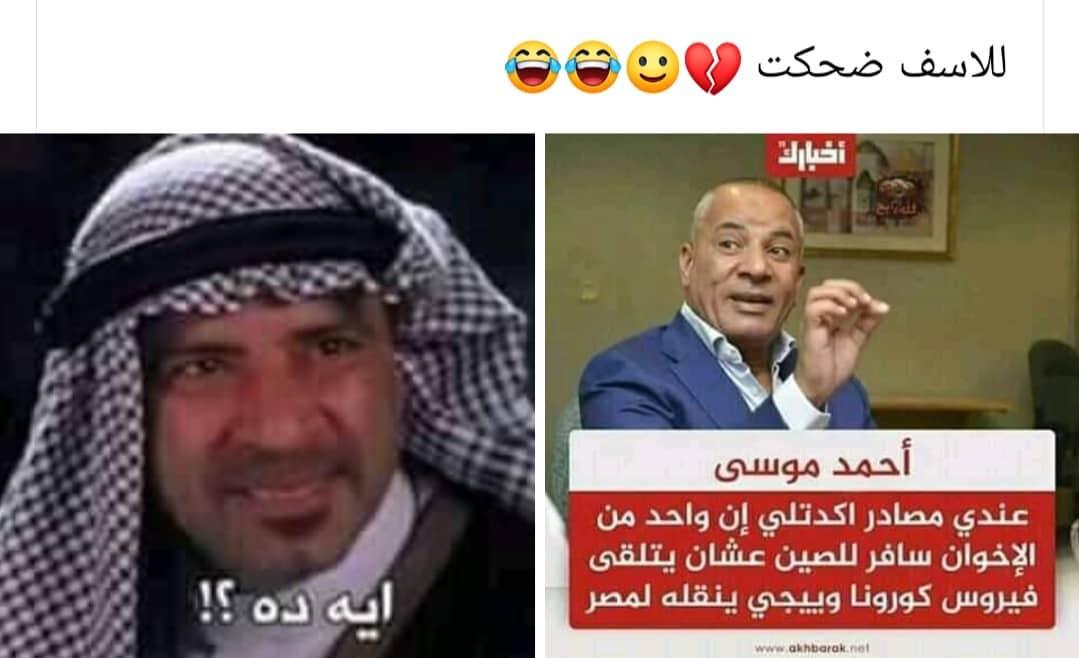 للاسف ضحكت 💔🙂😂😂
أخبارك
أحمد موسى
عندي مصادر اكدتلي إن واحد من
الإخوان سافر للصين عشان يتلقى
فيروس كورونا وييجي ينقله لمصر
www.akhbarak.net
ايه ده ؟!